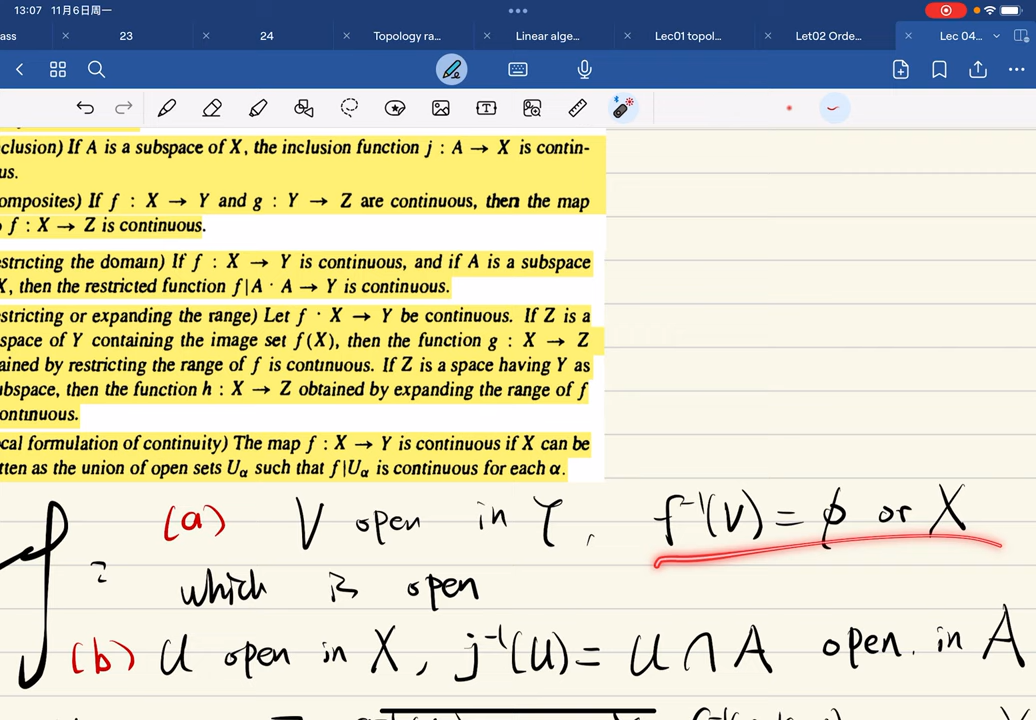 13:07 11月6日周一
ass 23 24 Topology ra... Linear alge... Lec01 topol... Let02 Orde... Lec 04...
clusion) If A is a subspace of X, the inclusion function j : A → X is contin-
us.
omposites) If f : X → Y and g : Y → Z are continuous, then the map
f : X → Z is continuous.
estricting the domain) If f : X → Y is continuous, and if A is a subspace
X, then the restricted function f|A · A → Y is continuous.
estricting or expanding the range) Let f · X → Y be continuous. If Z is a
space of Y containing the image set f(X), then the function g : X → Z
ained by restricting the range of f is continuous. If Z is a space having Y as
ubspace, then the function h : X → Z obtained by expanding the range of f
ontinuous.
cal formulation of continuity) The map f : X → Y is continuous if X can be
tten as the union of open sets Uα such that f|Uα is continuous for each α.
(a) V open in Y, f⁻¹(V) = ϕ or X
which is open
(b) U open in X, j⁻¹(U) = U ∩ A open. in A